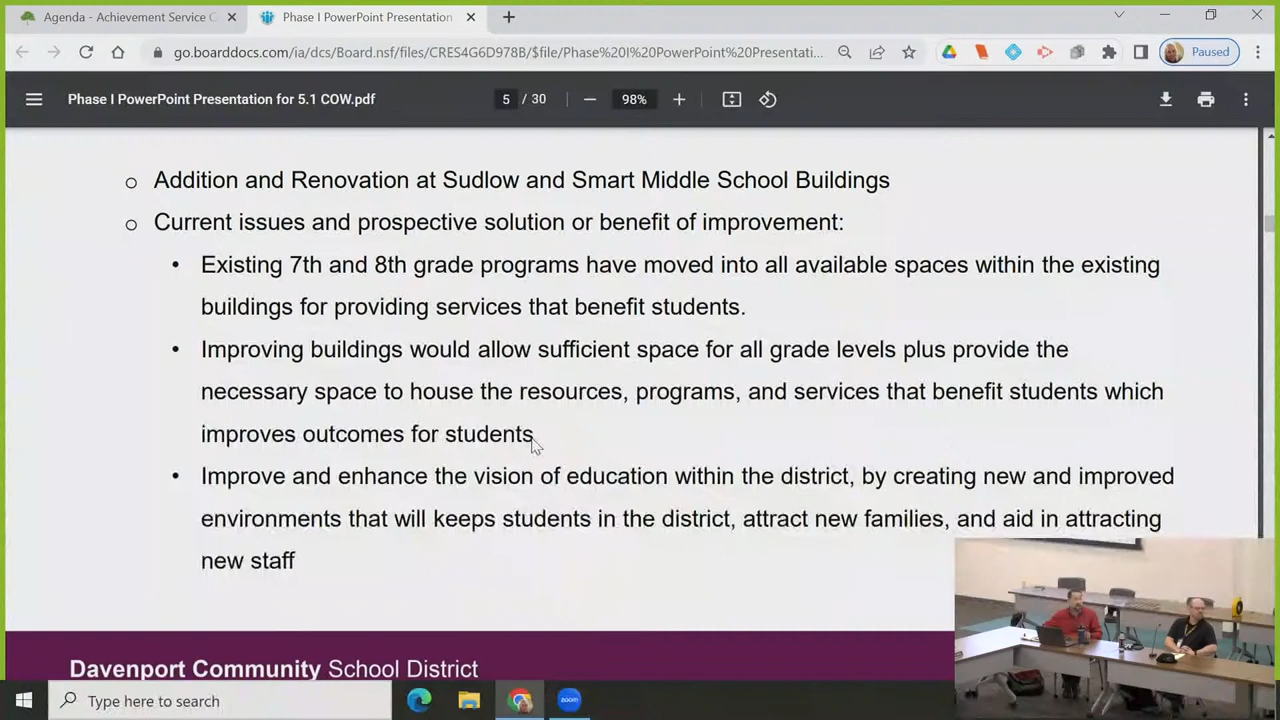 Agenda - Achievement Service C
Phase I PowerPoint Presentation
go.boarddocs.com/ia/dcs/Board.nsf/files/CRES4G6D978B/$file/Phase%20I%20PowerPoint%20Presentati...
Paused
Phase I PowerPoint Presentation for 5.1 COW.pdf
5 / 30
98%
Addition and Renovation at Sudlow and Smart Middle School Buildings
Current issues and prospective solution or benefit of improvement:
Existing 7th and 8th grade programs have moved into all available spaces within the existing
buildings for providing services that benefit students.
Improving buildings would allow sufficient space for all grade levels plus provide the
necessary space to house the resources, programs, and services that benefit students which
improves outcomes for students
Improve and enhance the vision of education within the district, by creating new and improved
environments that will keeps students in the district, attract new families, and aid in attracting
new staff
Davenport Community School District
Type here to search
zoom